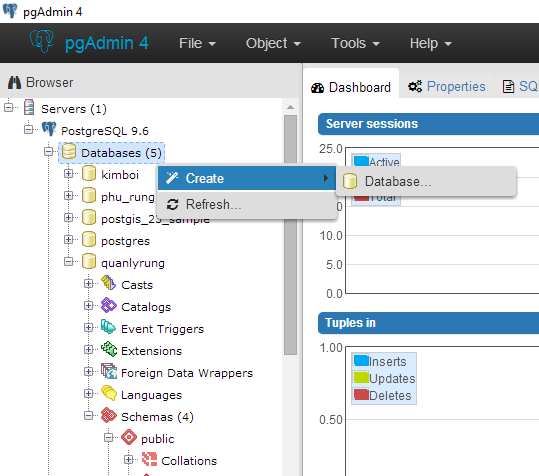 pgAdmin 4
pgAdmin 4 File Object Tools Help
Browser
Dashboard Properties SQ
Servers (1)
PostgreSQL 9.6
Databases (5)
kimboi
phu_rung
postgis_23_sample
postgres
quanlyrung
Casts
Catalogs
Event Triggers
Extensions
Foreign Data Wrappers
Languages
Schemas (4)
public
Collations
Create
Refresh...
Database...
Server sessions
25.0
Active
Total
20.0
15.0
10.0
5.0
0.0
Tuples in
1.00
Inserts
Updates
Deletes
0.50